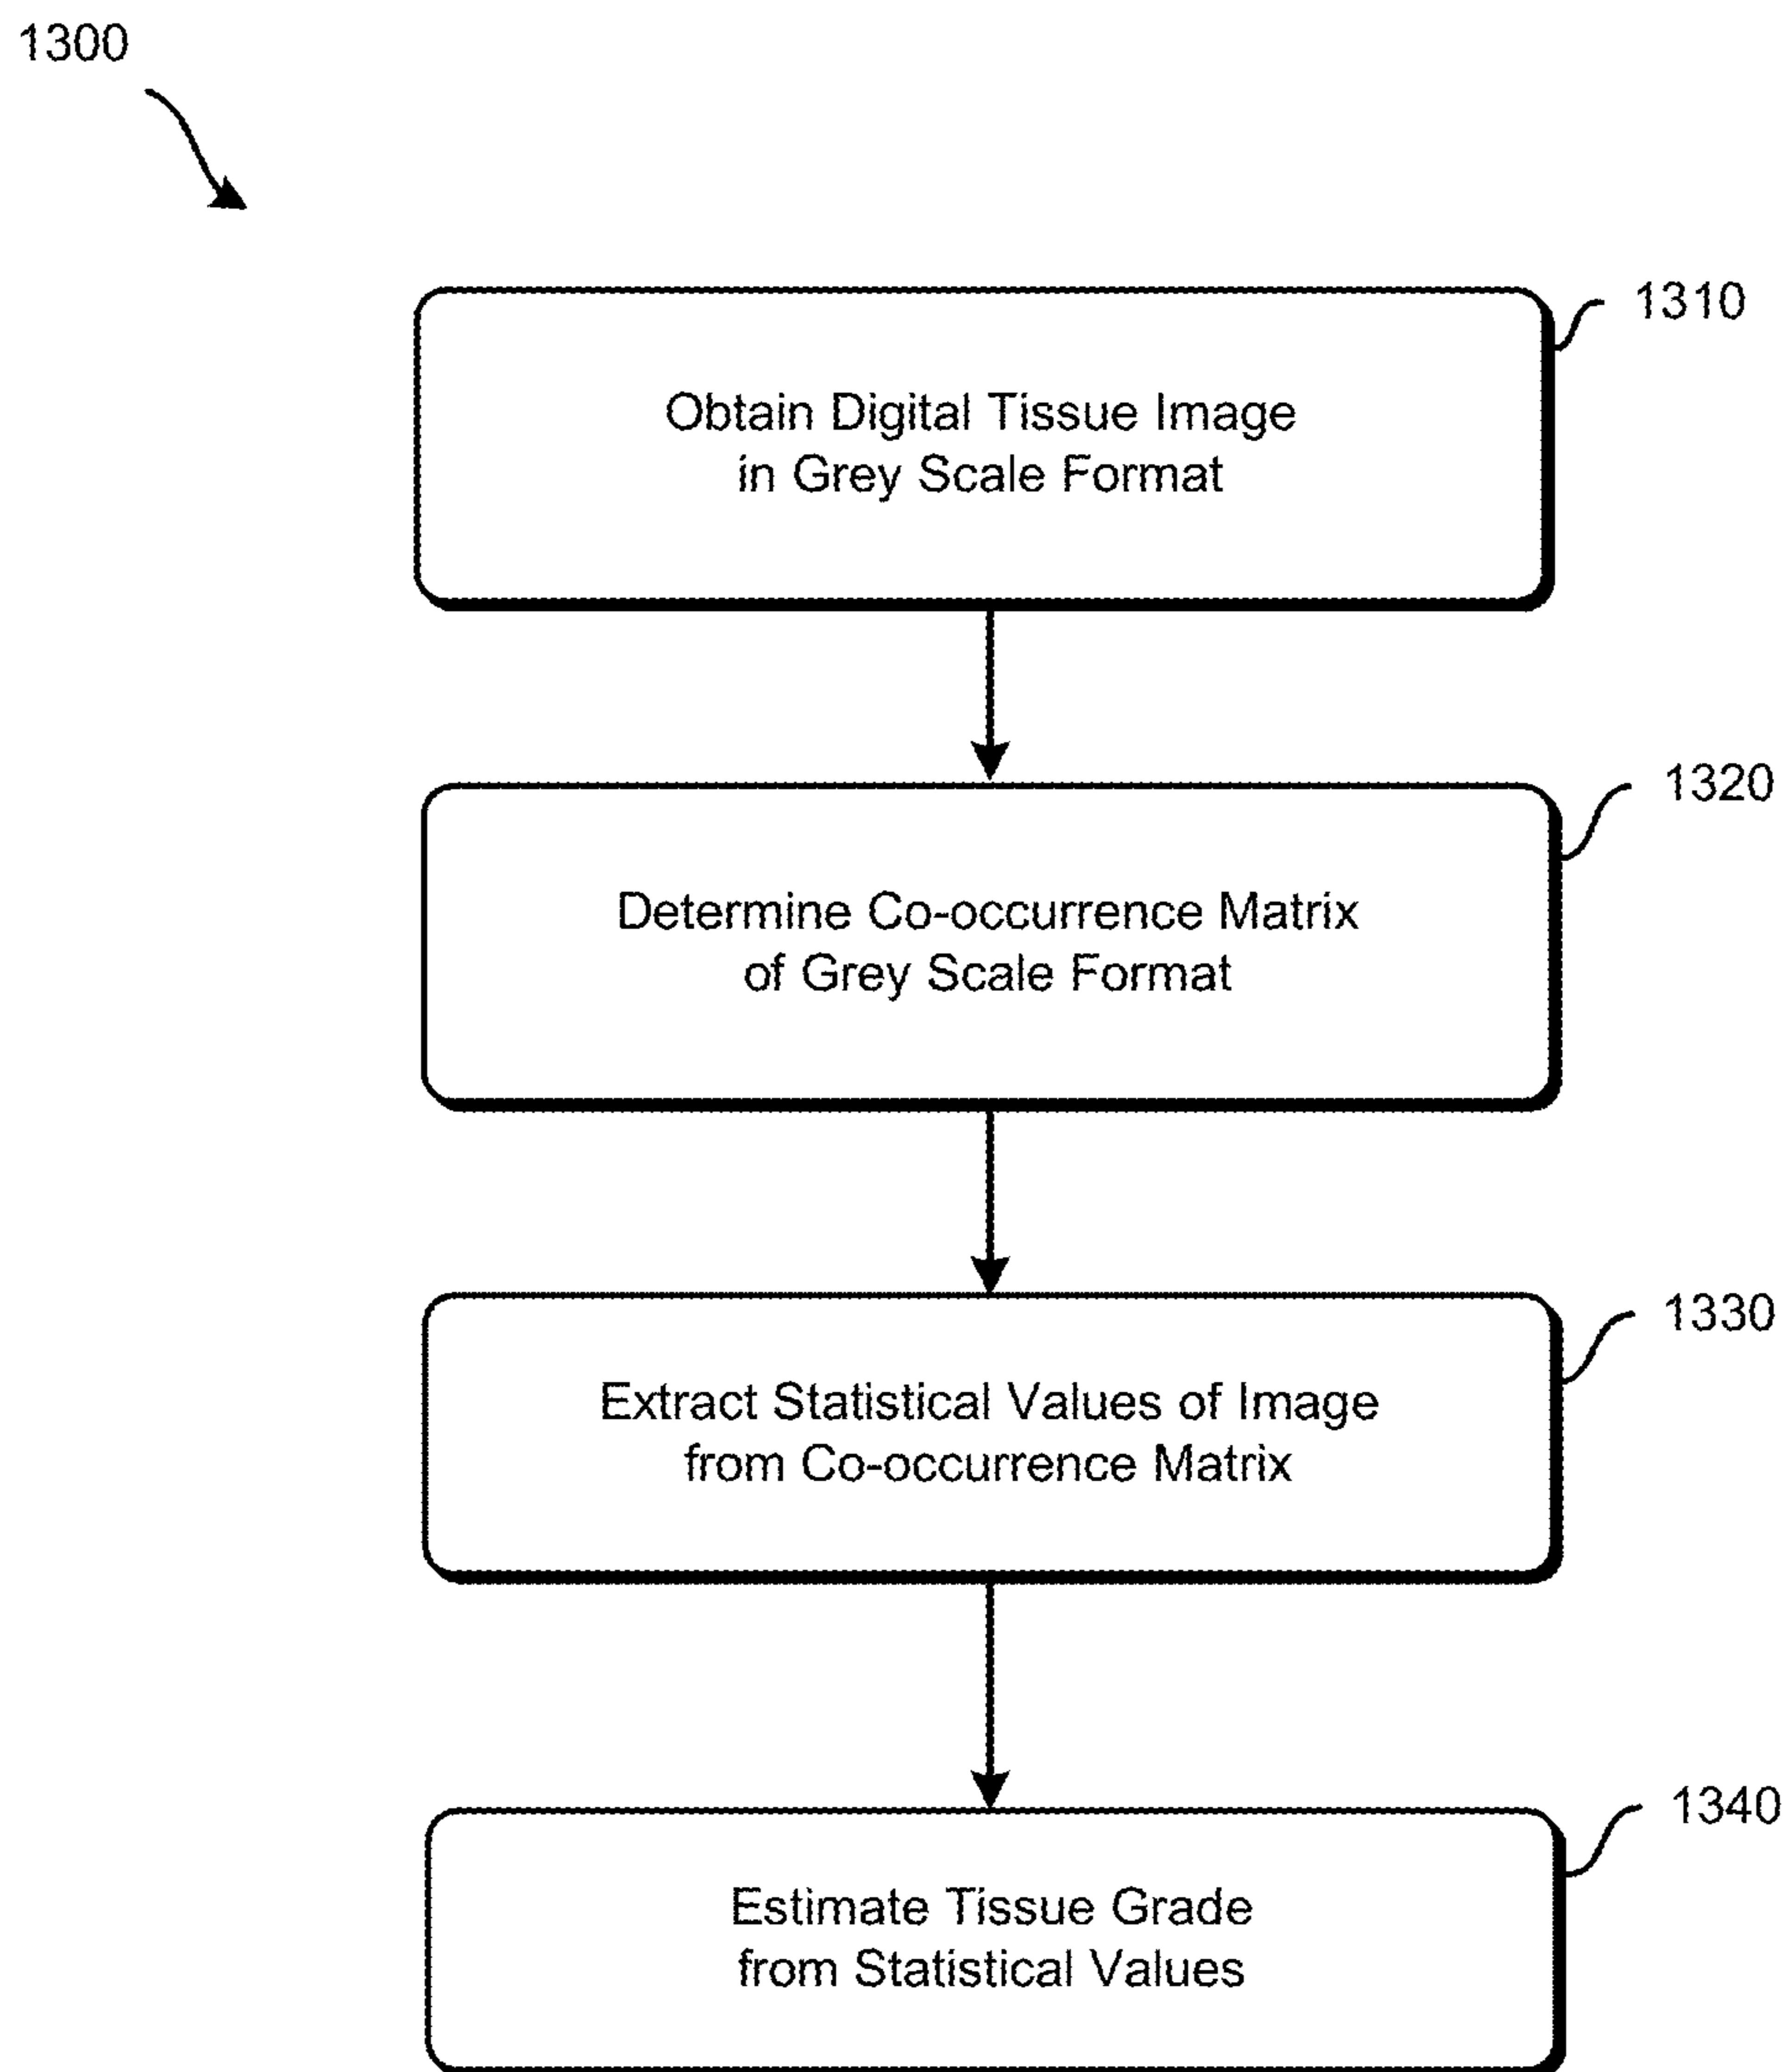 1300
1310
Obtain Digital Tissue Image
in Grey Scale Format
1320
Determine Co-occurrence Matrix
of Grey Scale Format
1330
Extract Statistical Values of Image
from Co-occurrence Matrix
1340
Estimate Tissue Grade
from Statistical Values